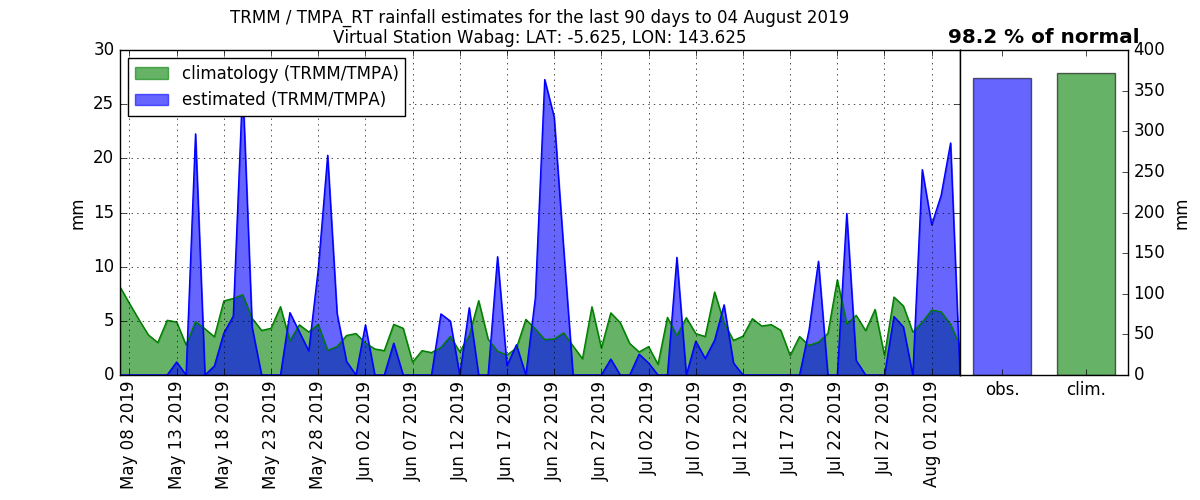 TRMM / TMPA_RT rainfall estimates for the last 90 days to 04 August 2019
Virtual Station Wabag: LAT: -5.625, LON: 143.625
98.2 % of normal
climatology (TRMM/TMPA)
estimated (TRMM/TMPA)
30
25
20
15
10
5
0
mm
May 08 2019
May 13 2019
May 18 2019
May 23 2019
May 28 2019
Jun 02 2019
Jun 07 2019
Jun 12 2019
Jun 17 2019
Jun 22 2019
Jun 27 2019
Jul 02 2019
Jul 07 2019
Jul 12 2019
Jul 17 2019
Jul 22 2019
Jul 27 2019
Aug 01 2019
obs.
clim.
400
350
300
250
200
150
100
50
0
mm